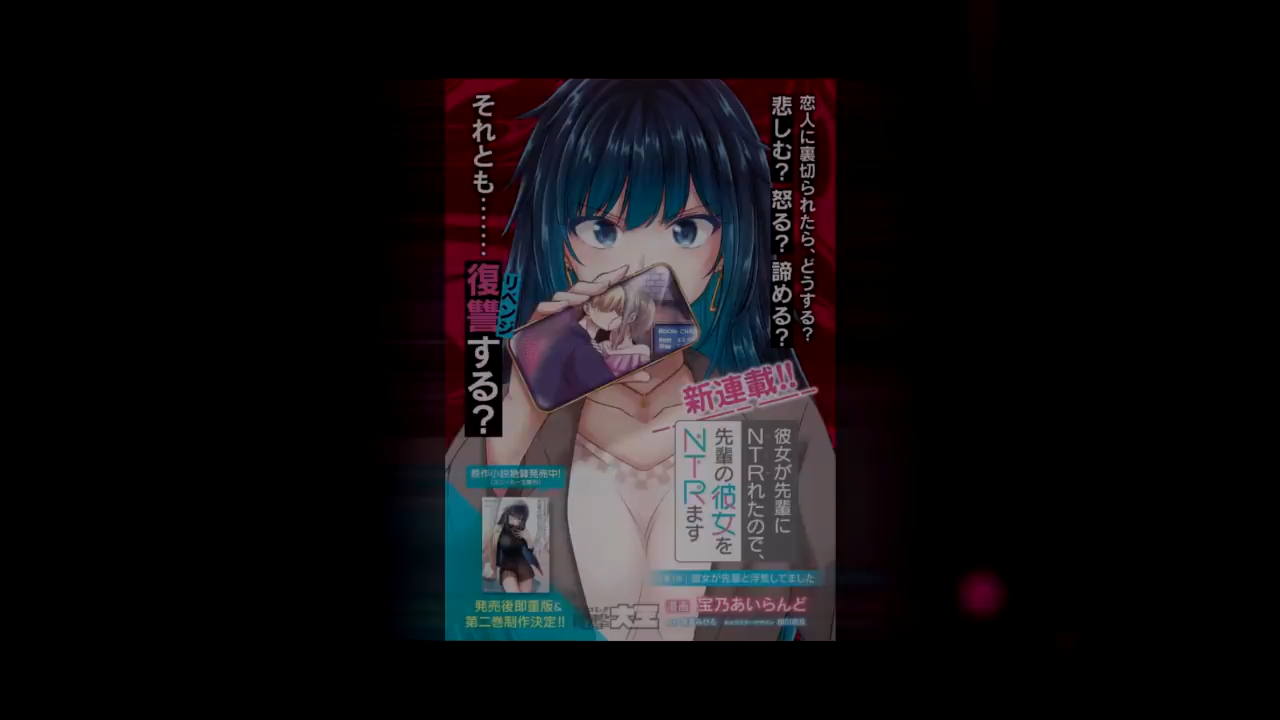 恋人に裏切られたら、どうする?
悲しむ? 怒る? 諦める?
それとも……
復讐する?
リベンジ
新連載!!
彼女が先輩に
NTRれたので、
先輩の彼女を
NTRます
原作小説絶賛発売中!
発売後即重版&
第二巻制作決定!!
大王
彼女が先輩と浮気してました
漫画 宝乃あいらんど